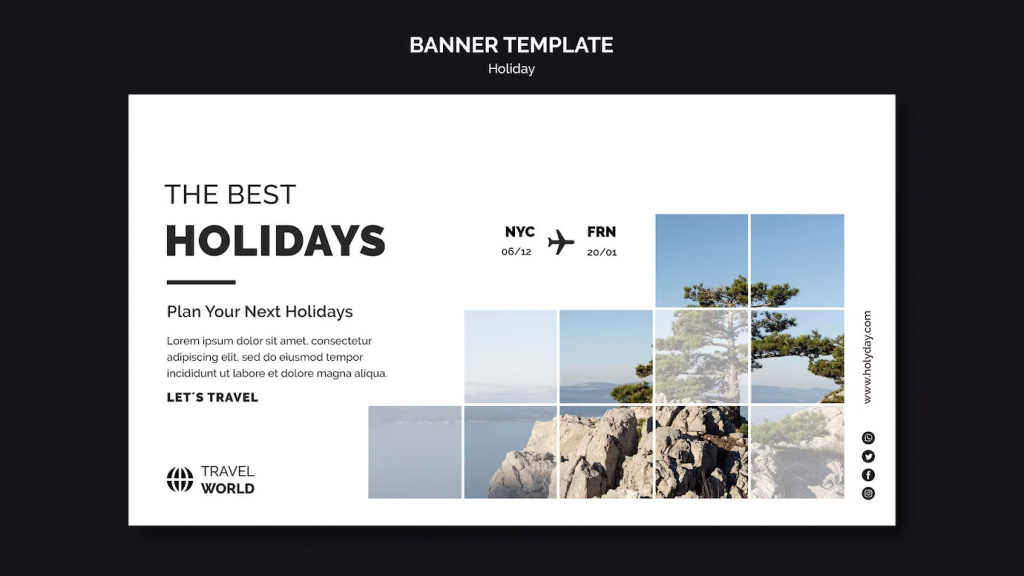 BANNER TEMPLATE
Holiday
THE BEST
HOLIDAYS
Plan Your Next Holidays
Lorem ipsum dolor sit amet, consectetur
adipiscing elit, sed do eiusmod tempor
incididunt ut labore et dolore magna aliqua.
LET´S TRAVEL
TRAVEL
WORLD
NYC FRN
06/12 20/01
www.holyday.com